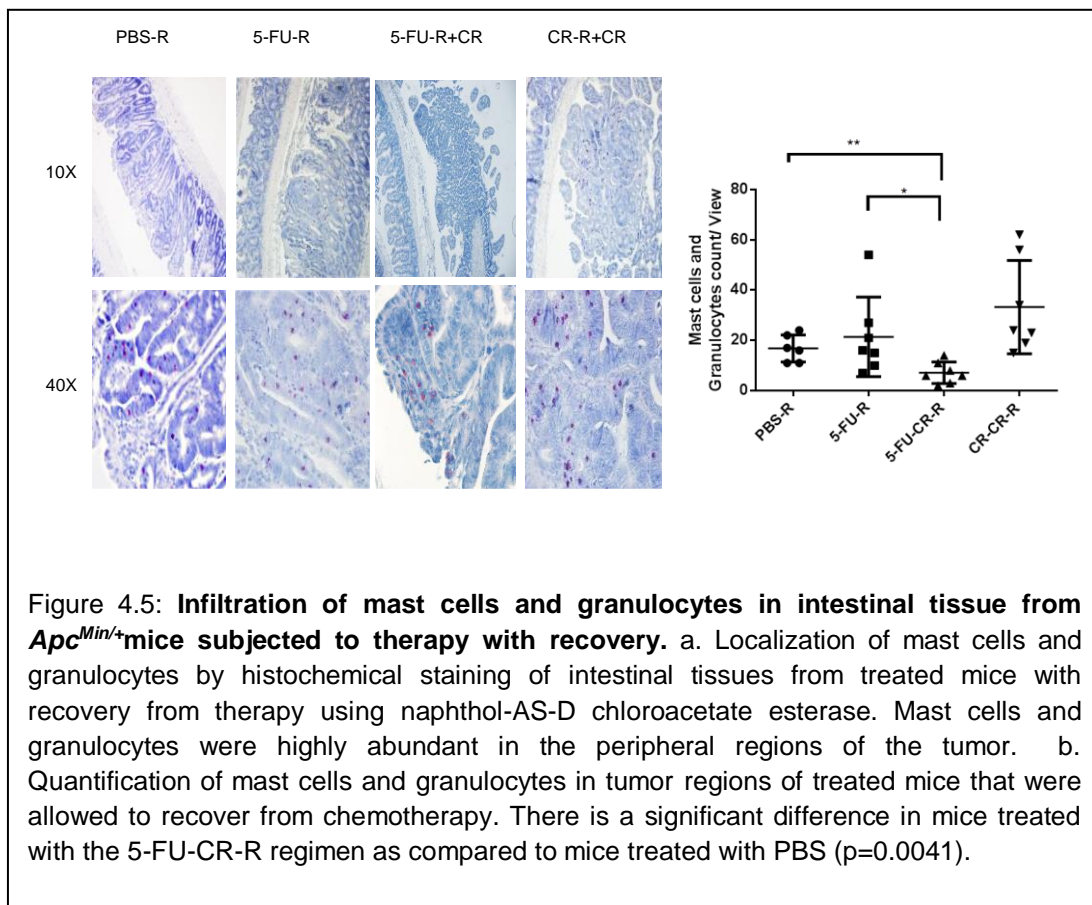 PBS-R 5-FU-R 5-FU-R+CR CR-R+CR
10X
40X
**
*
Mast cells and
Granulocytes count/ View
80
60
40
20
0
PBS-R
5-FU-R
5-FU-CR-R
CR-CR-R
Figure 4.5: Infiltration of mast cells and granulocytes in intestinal tissue from
ApcMin/+mice subjected to therapy with recovery. a. Localization of mast cells and
granulocytes by histochemical staining of intestinal tissues from treated mice with
recovery from therapy using naphthol-AS-D chloroacetate esterase. Mast cells and
granulocytes were highly abundant in the peripheral regions of the tumor. b.
Quantification of mast cells and granulocytes in tumor regions of treated mice that were
allowed to recover from chemotherapy. There is a significant difference in mice treated
with the 5-FU-CR-R regimen as compared to mice treated with PBS (p=0.0041).